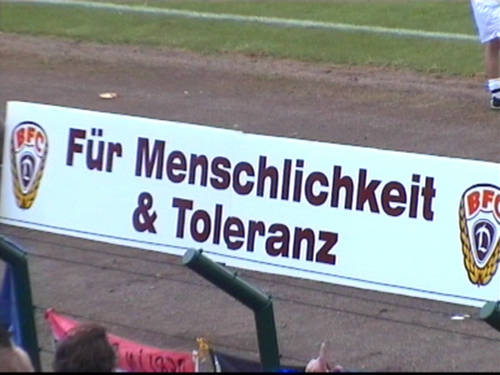 BFC
Für Menschlichkeit
& Toleranz
BFC